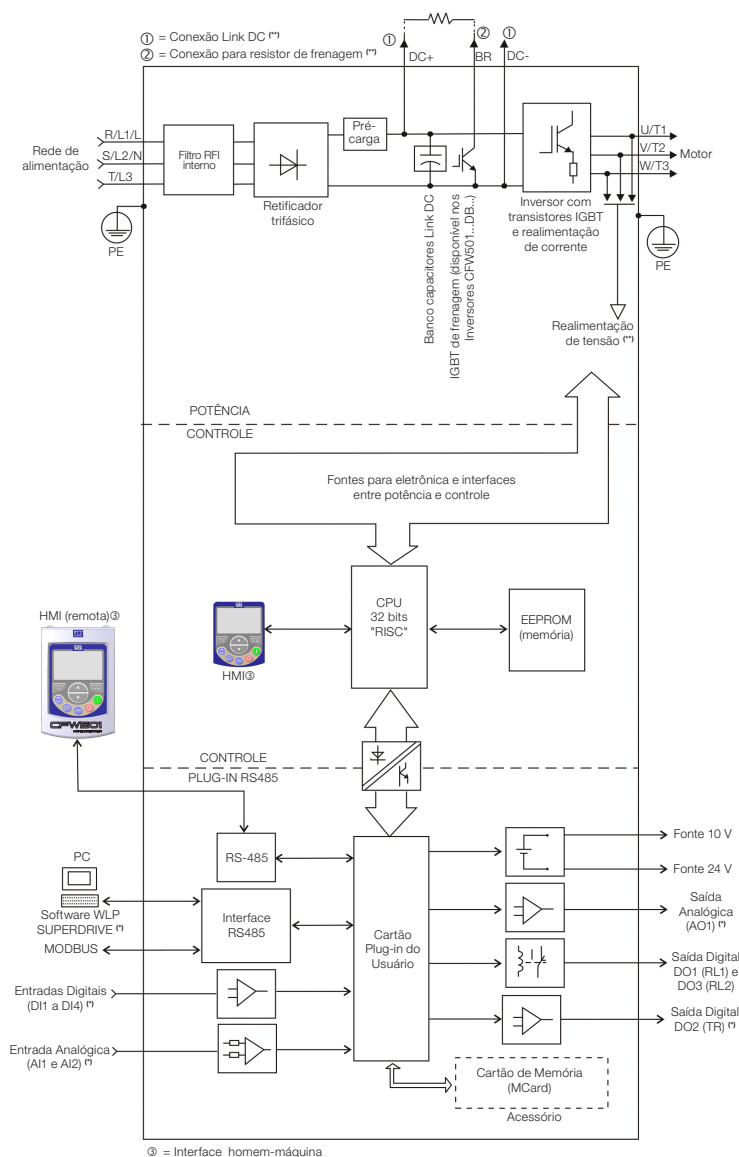 ① = Conexão Link DC (**)
② = Conexão para resistor de frenagem (**)
① ② ①
DC+ BR DC-
Rede de
alimentação
R/L1/L
S/L2/N
T/L3
Filtro RFI
interno
Retificador
trifásico
Pré-
carga
Banco capacitores Link DC
IGBT de frenagem (disponível nos
Inversores CFW501...DB...)
Inversor com
transistores IGBT
e realimentação
de corrente
U/T1
V/T2
W/T3
Motor
PE
PE
Realimentação
de tensão (**)
POTÊNCIA
CONTROLE
Fontes para eletrônica e interfaces
entre potência e controle
CPU
32 bits
"RISC"
EEPROM
(memória)
HMI③
HMI (remota)③
CFW501
CONTROLE
PLUG-IN RS485
RS-485
PC
Software WLP
SUPERDRIVE (*)
MODBUS
Interface
RS485
Entradas Digitais
(DI1 a DI4) (*)
Entrada Analógica
(AI1 e AI2) (*)
Cartão
Plug-in do
Usuário
Fonte 10 V
Fonte 24 V
Saída
Analógica
(AO1) (*)
Saída Digital
DO1 (RL1) e
DO3 (RL2)
Saída Digital
DO2 (TR) (*)
Cartão de Memória
(MCard)
Acessório
③ = Interface homem-máquina